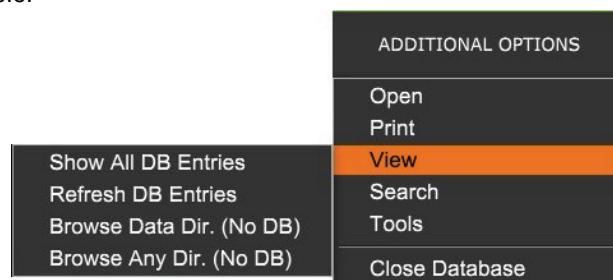 ADDITIONAL OPTIONS
Open
Print
View
Search
Tools
Close Database
Show All DB Entries
Refresh DB Entries
Browse Data Dir. (No DB)
Browse Any Dir. (No DB)